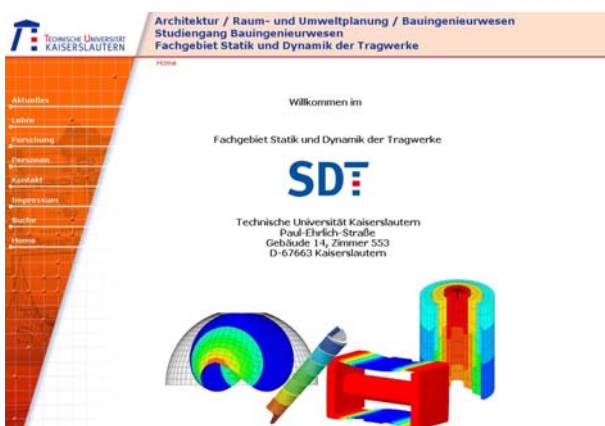 TECHNISCHE UNIVERSITÄT
KAISERSLAUTERN
Architektur / Raum- und Umweltplanung / Bauingenieurwesen
Studiengang Bauingenieurwesen
Fachgebiet Statik und Dynamik der Tragwerke
Home
Aktuelles
Lehre
Forschung
Personen
Kontakt
Impressum
Suche
Home
Willkommen im
Fachgebiet Statik und Dynamik der Tragwerke
SDT
Technische Universität Kaiserslautern
Paul-Ehrlich-Straße
Gebäude 14, Zimmer 553
D-67663 Kaiserslautern